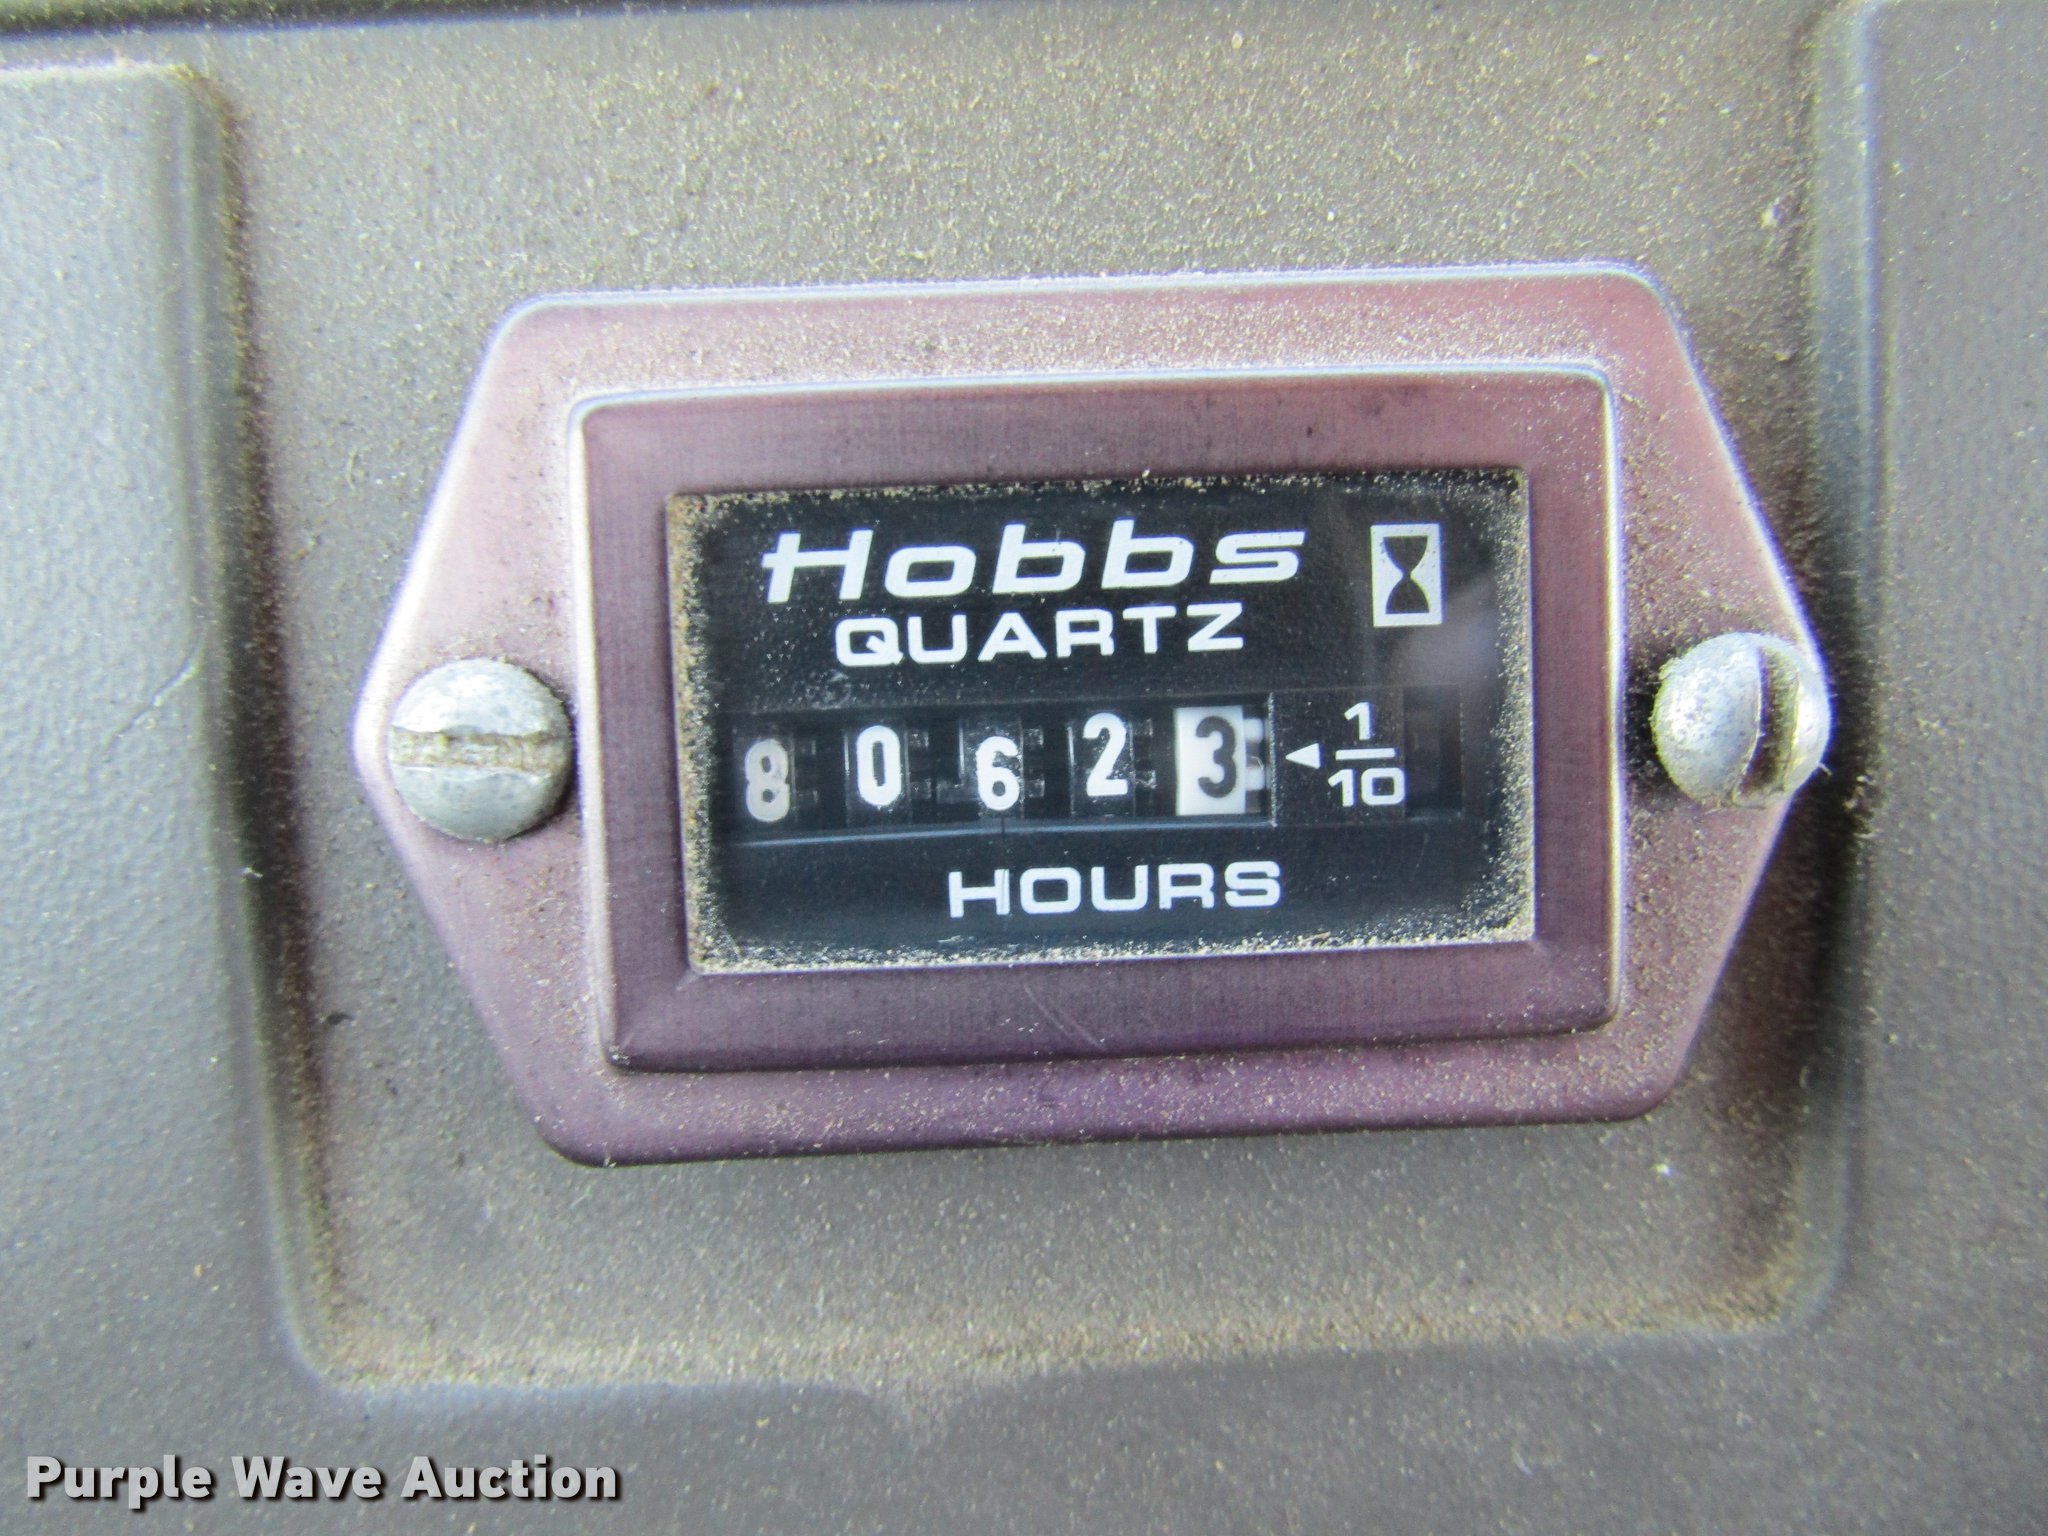 Hobbs
QUARTZ
8 0 6 2 3 ◄ 1/10
HOURS
Purple Wave Auction